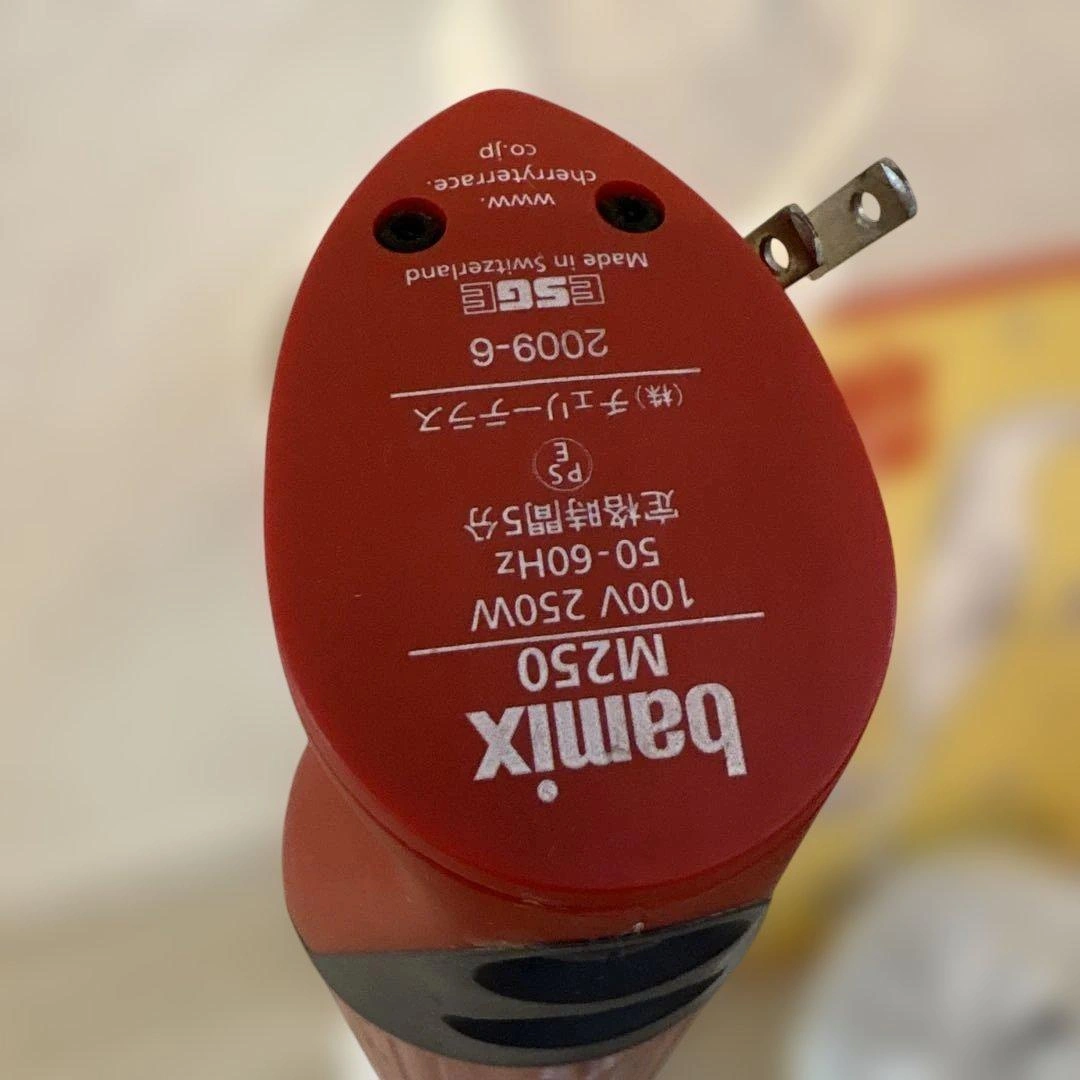 bamix
M250
100V 250W
50-60Hz
定格時間5分
PS
E
(株)チェリーテラス
2009-6
ESGE
Made in Switzerland
www.
cherryterrace.
co.jp